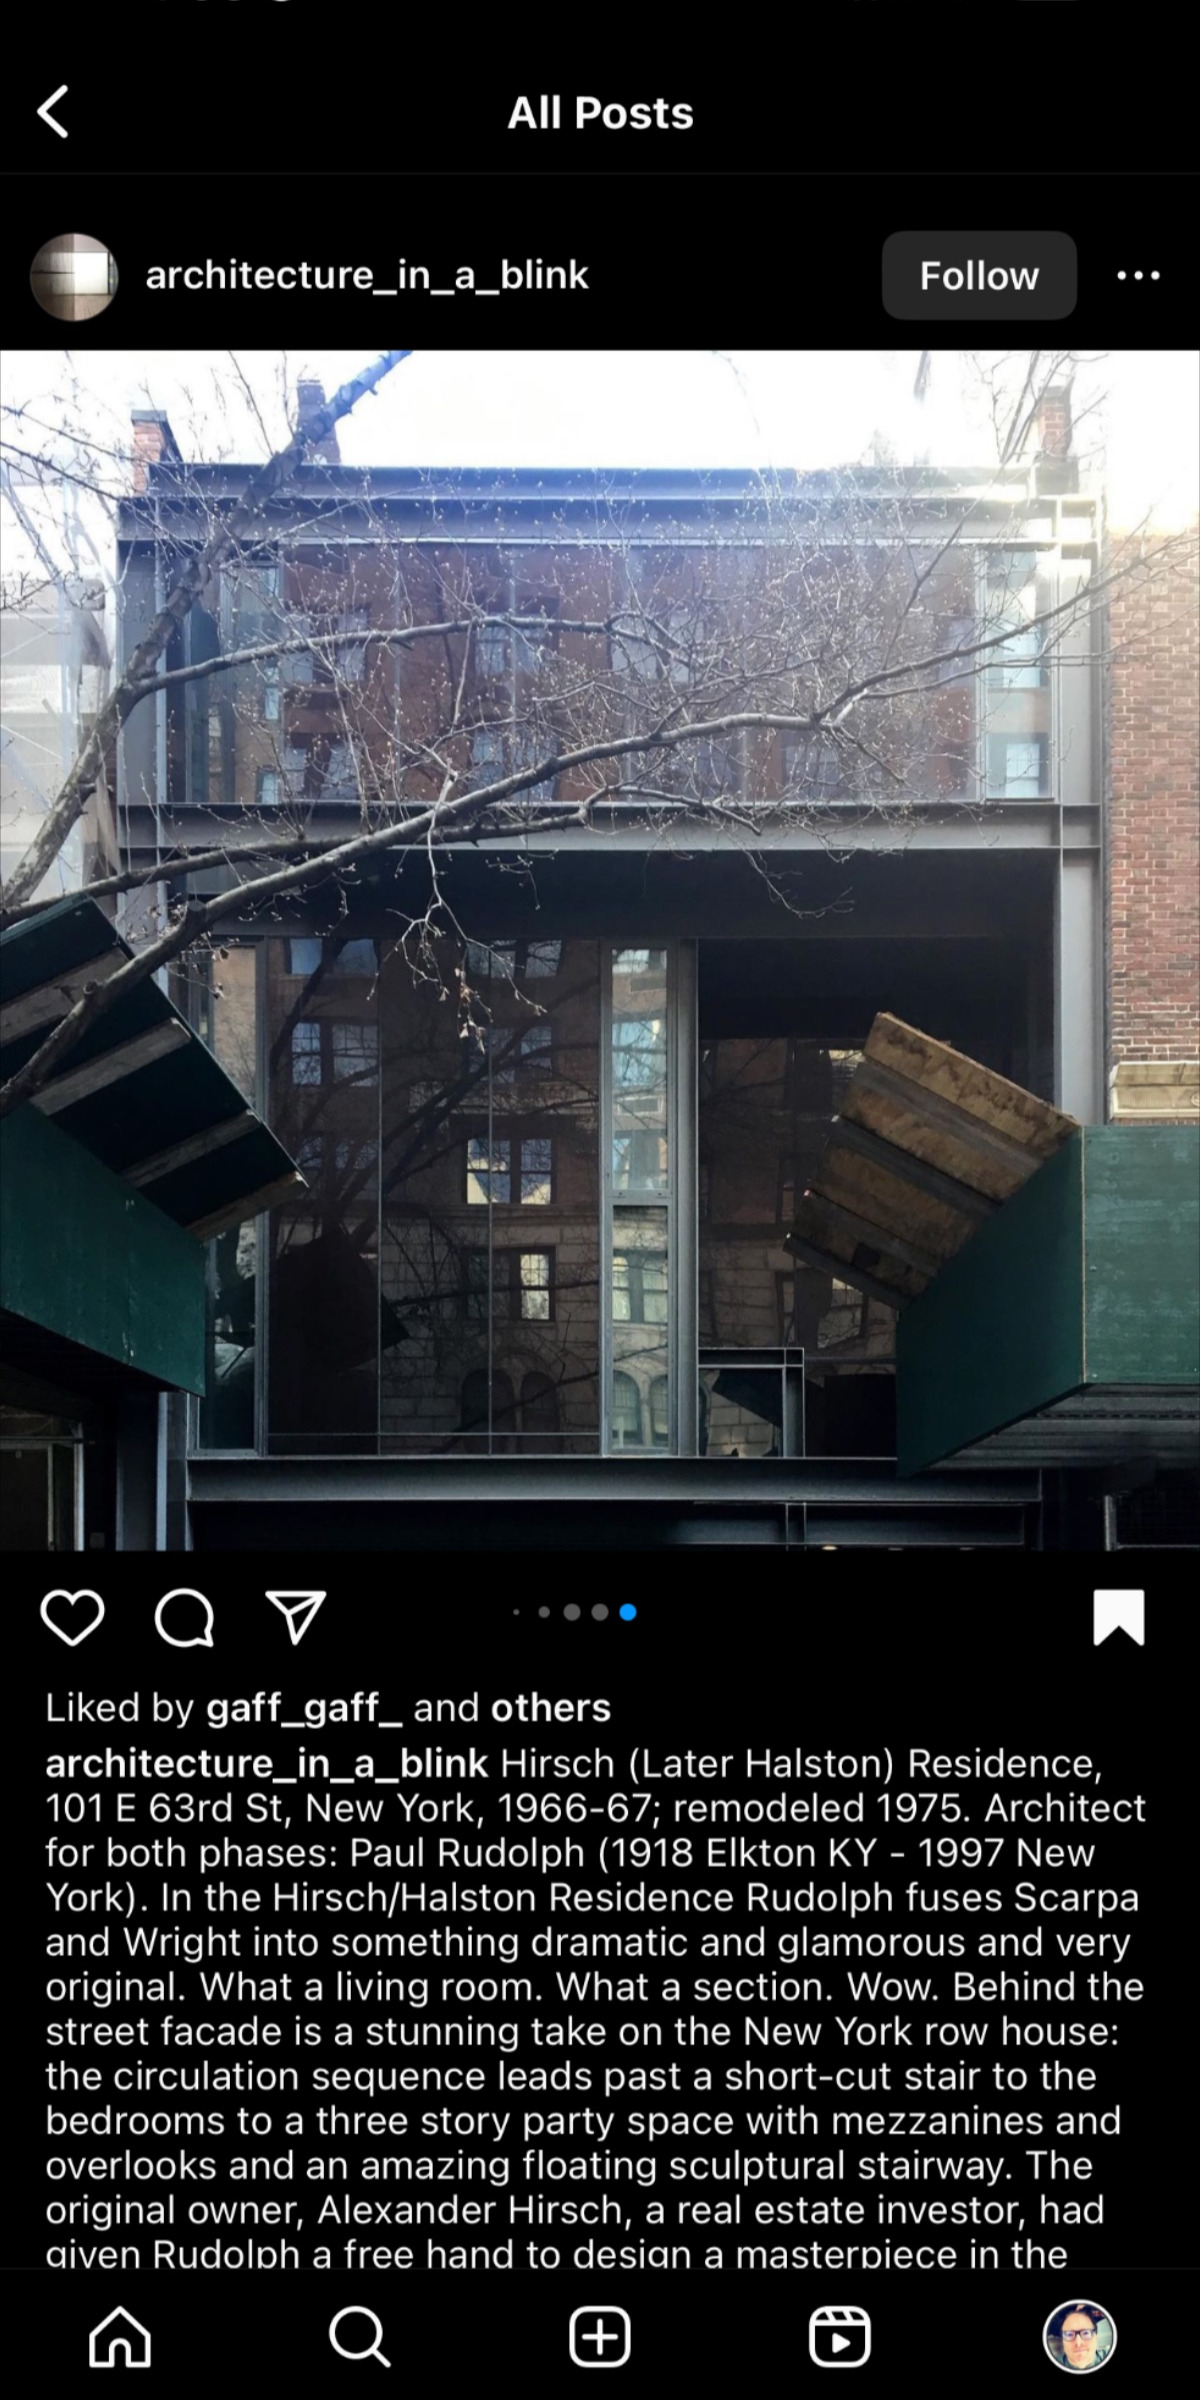 All Posts
architecture_in_a_blink
Follow
Liked by gaff_gaff_ and others
architecture_in_a_blink Hirsch (Later Halston) Residence,
101 E 63rd St, New York, 1966-67; remodeled 1975. Architect
for both phases: Paul Rudolph (1918 Elkton KY - 1997 New
York). In the Hirsch/Halston Residence Rudolph fuses Scarpa
and Wright into something dramatic and glamorous and very
original. What a living room. What a section. Wow. Behind the
street facade is a stunning take on the New York row house:
the circulation sequence leads past a short-cut stair to the
bedrooms to a three story party space with mezzanines and
overlooks and an amazing floating sculptural stairway. The
original owner, Alexander Hirsch, a real estate investor, had
given Rudolph a free hand to design a masterpiece in the